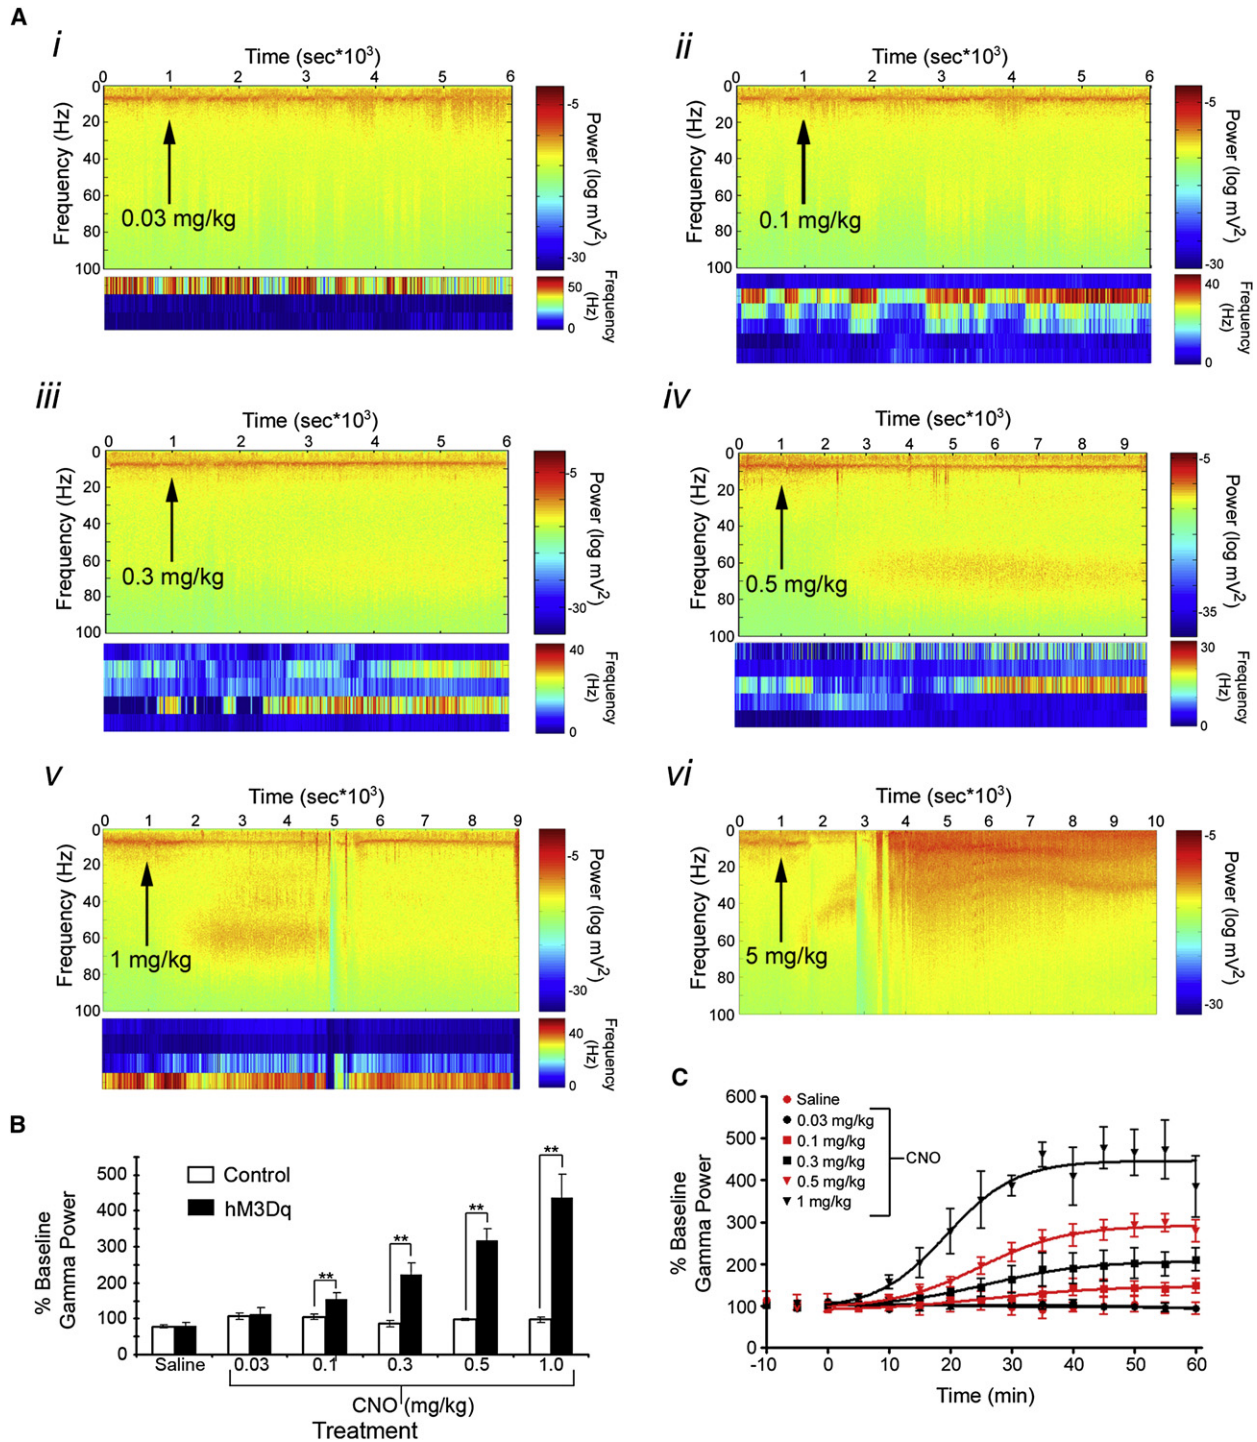 A
i
Time (sec*10³)
0 1 2 3 4 5 6
Frequency (Hz)
0
20
40
60
80
100
0.03 mg/kg
-5
-30
Power (log mV²)
50
0
Frequency (Hz)
ii
Time (sec*10³)
0 1 2 3 4 5 6
Frequency (Hz)
0
20
40
60
80
100
0.1 mg/kg
-5
-30
Power (log mV²)
40
0
Frequency (Hz)
iii
Time (sec*10³)
0 1 2 3 4 5 6
Frequency (Hz)
0
20
40
60
80
100
0.3 mg/kg
-5
-30
Power (log mV²)
40
0
Frequency (Hz)
iv
Time (sec*10³)
0 1 2 3 4 5 6 7 8 9
Frequency (Hz)
0
20
40
60
80
100
0.5 mg/kg
-5
-35
Power (log mV²)
30
0
Frequency (Hz)
v
Time (sec*10³)
0 1 2 3 4 5 6 7 8 9
Frequency (Hz)
0
20
40
60
80
100
1 mg/kg
-5
-30
Power (log mV²)
40
0
Frequency (Hz)
vi
Time (sec*10³)
0 1 2 3 4 5 6 7 8 10
Frequency (Hz)
0
20
40
60
80
100
5 mg/kg
-5
-30
Power (log mV²)
B
% Baseline
Gamma Power
500
400
300
200
100
0
Control
hM3Dq
**
**
**
**
Saline 0.03 0.1 0.3 0.5 1.0
CNO (mg/kg)
Treatment
C
% Baseline
Gamma Power
600
500
400
300
200
100
0
Saline
0.03 mg/kg
0.1 mg/kg
0.3 mg/kg
0.5 mg/kg
1 mg/kg
CNO
-10 0 10 20 30 40 50 60
Time (min)